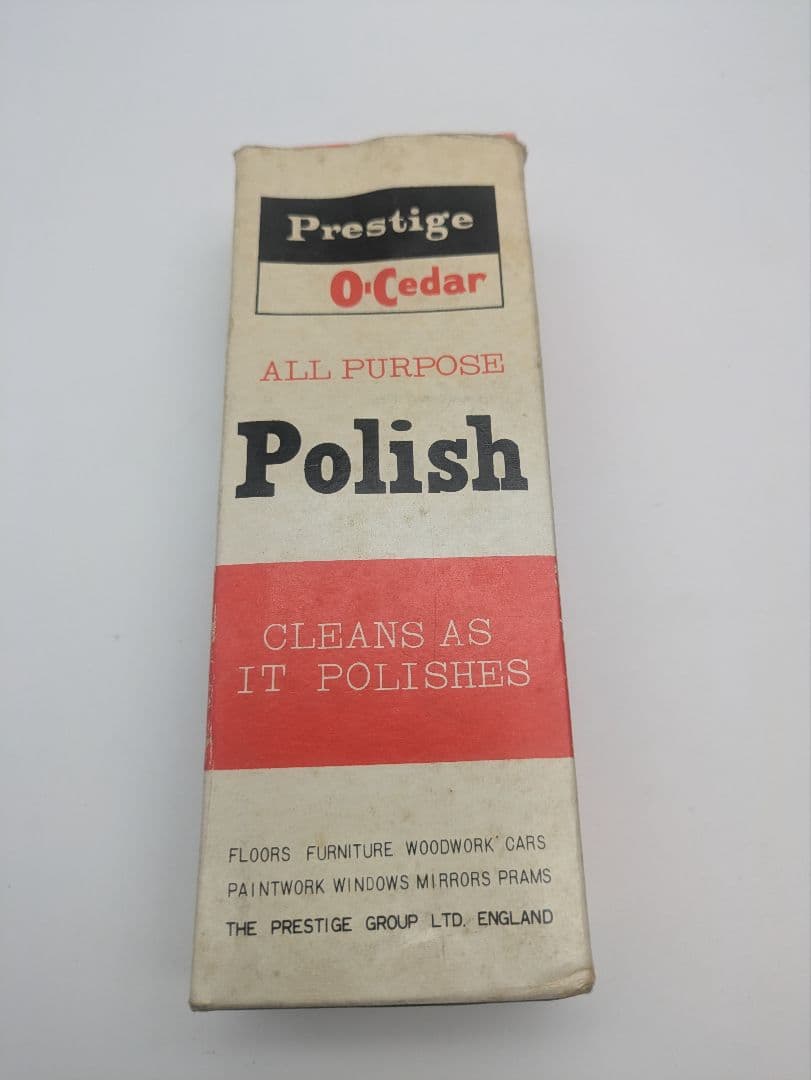 Prestige
O-Cedar
ALL PURPOSE
Polish
CLEANS AS
IT POLISHES
FLOORS FURNITURE WOODWORK CARS
PAINTWORK WINDOWS MIRRORS PRAMS
THE PRESTIGE GROUP LTD. ENGLAND